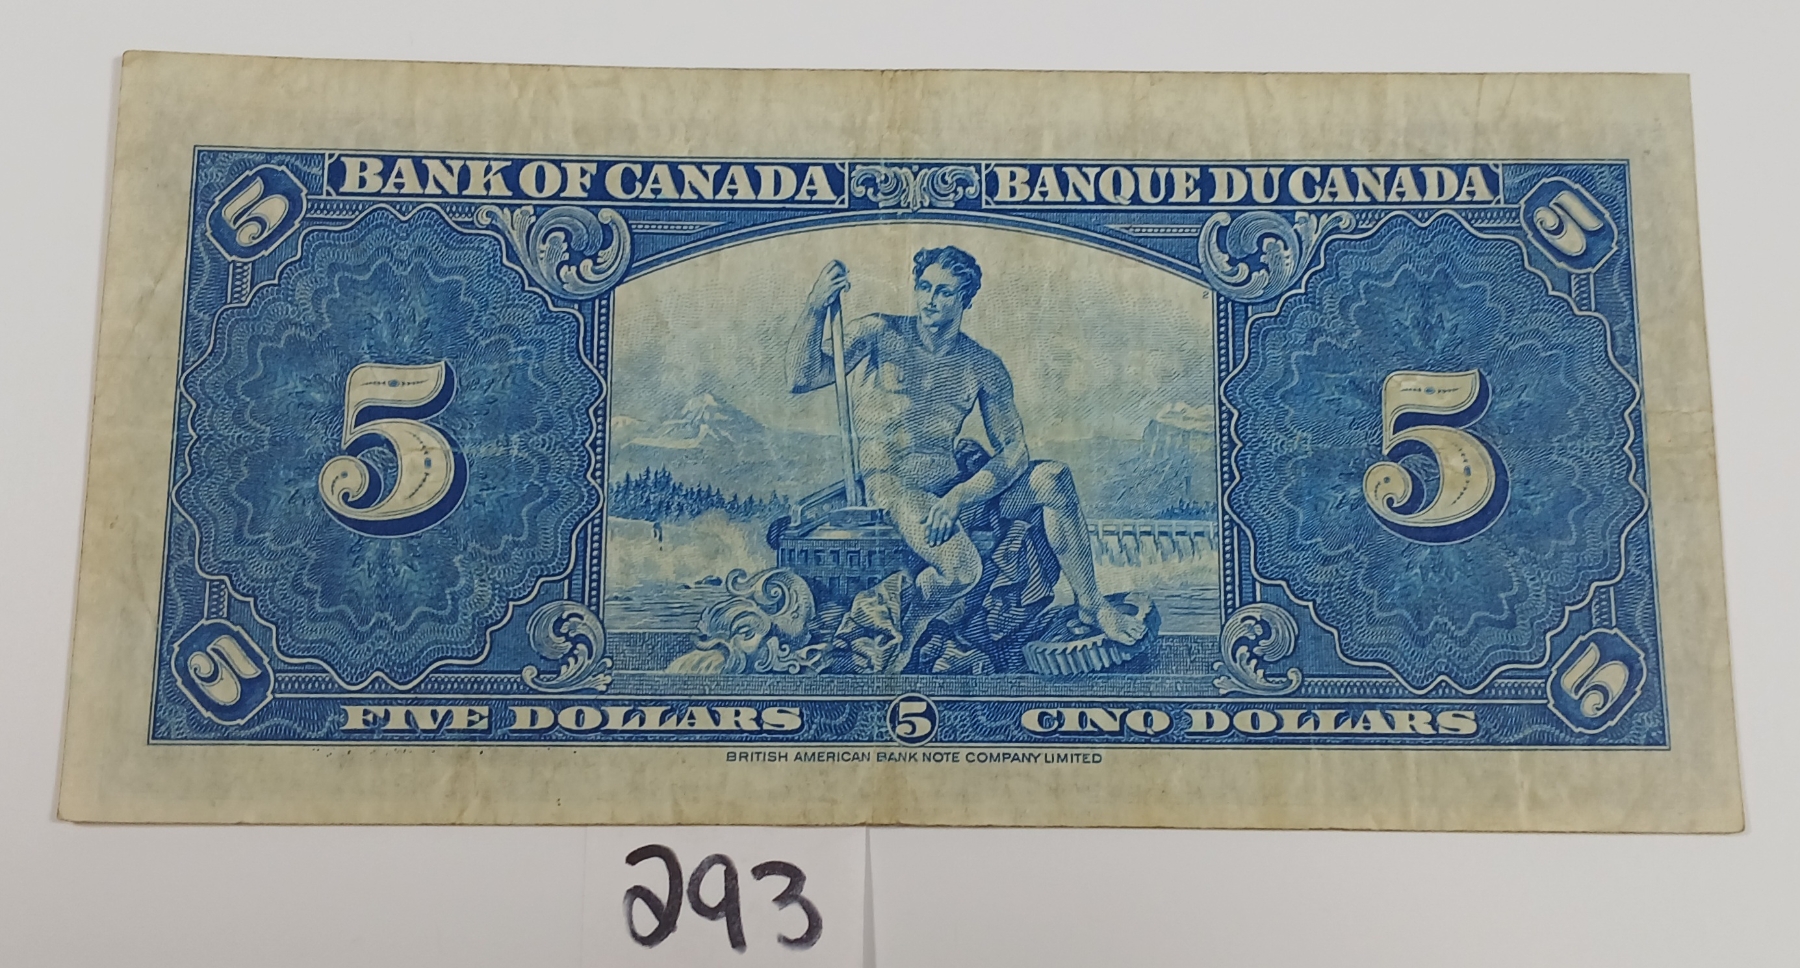 5 BANK OF CANADA BANQUE DU CANADA 5
2
5 5
5 FIVE DOLLARS 5 CINQ DOLLARS 5
BRITISH AMERICAN BANK NOTE COMPANY LIMITED
293